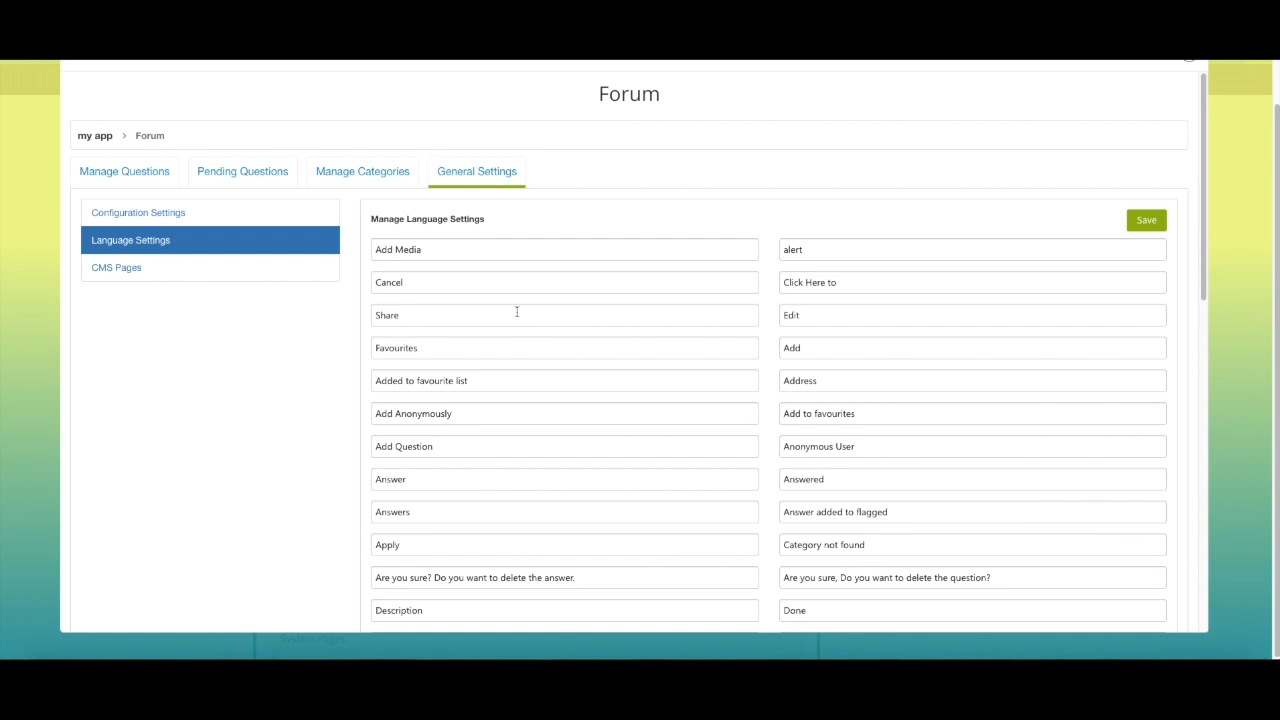 Forum
my app > Forum
Manage Questions Pending Questions Manage Categories General Settings
Configuration Settings
Language Settings
CMS Pages
Manage Language Settings Save
Add Media alert
Cancel Click Here to
Share Edit
Favourites Add
Added to favourite list Address
Add Anonymously Add to favourites
Add Question Anonymous User
Answer Answered
Answers Answer added to flagged
Apply Category not found
Are you sure? Do you want to delete the answer. Are you sure, Do you want to delete the question?
Description Done
System Pages